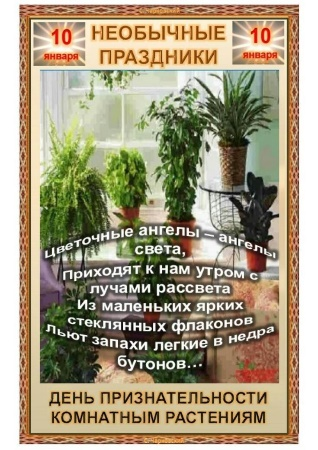 10
января
НЕОБЫЧНЫЕ
ПРАЗДНИКИ
10
января
Цветочные ангелы – ангелы
света,
Приходят к нам утром с
лучами рассвета
Из маленьких ярких
стеклянных флаконов
льют запахи легкие в недра
бутонов...
ДЕНЬ ПРИЗНАТЕЛЬНОСТИ
КОМНАТНЫМ РАСТЕНИЯМ